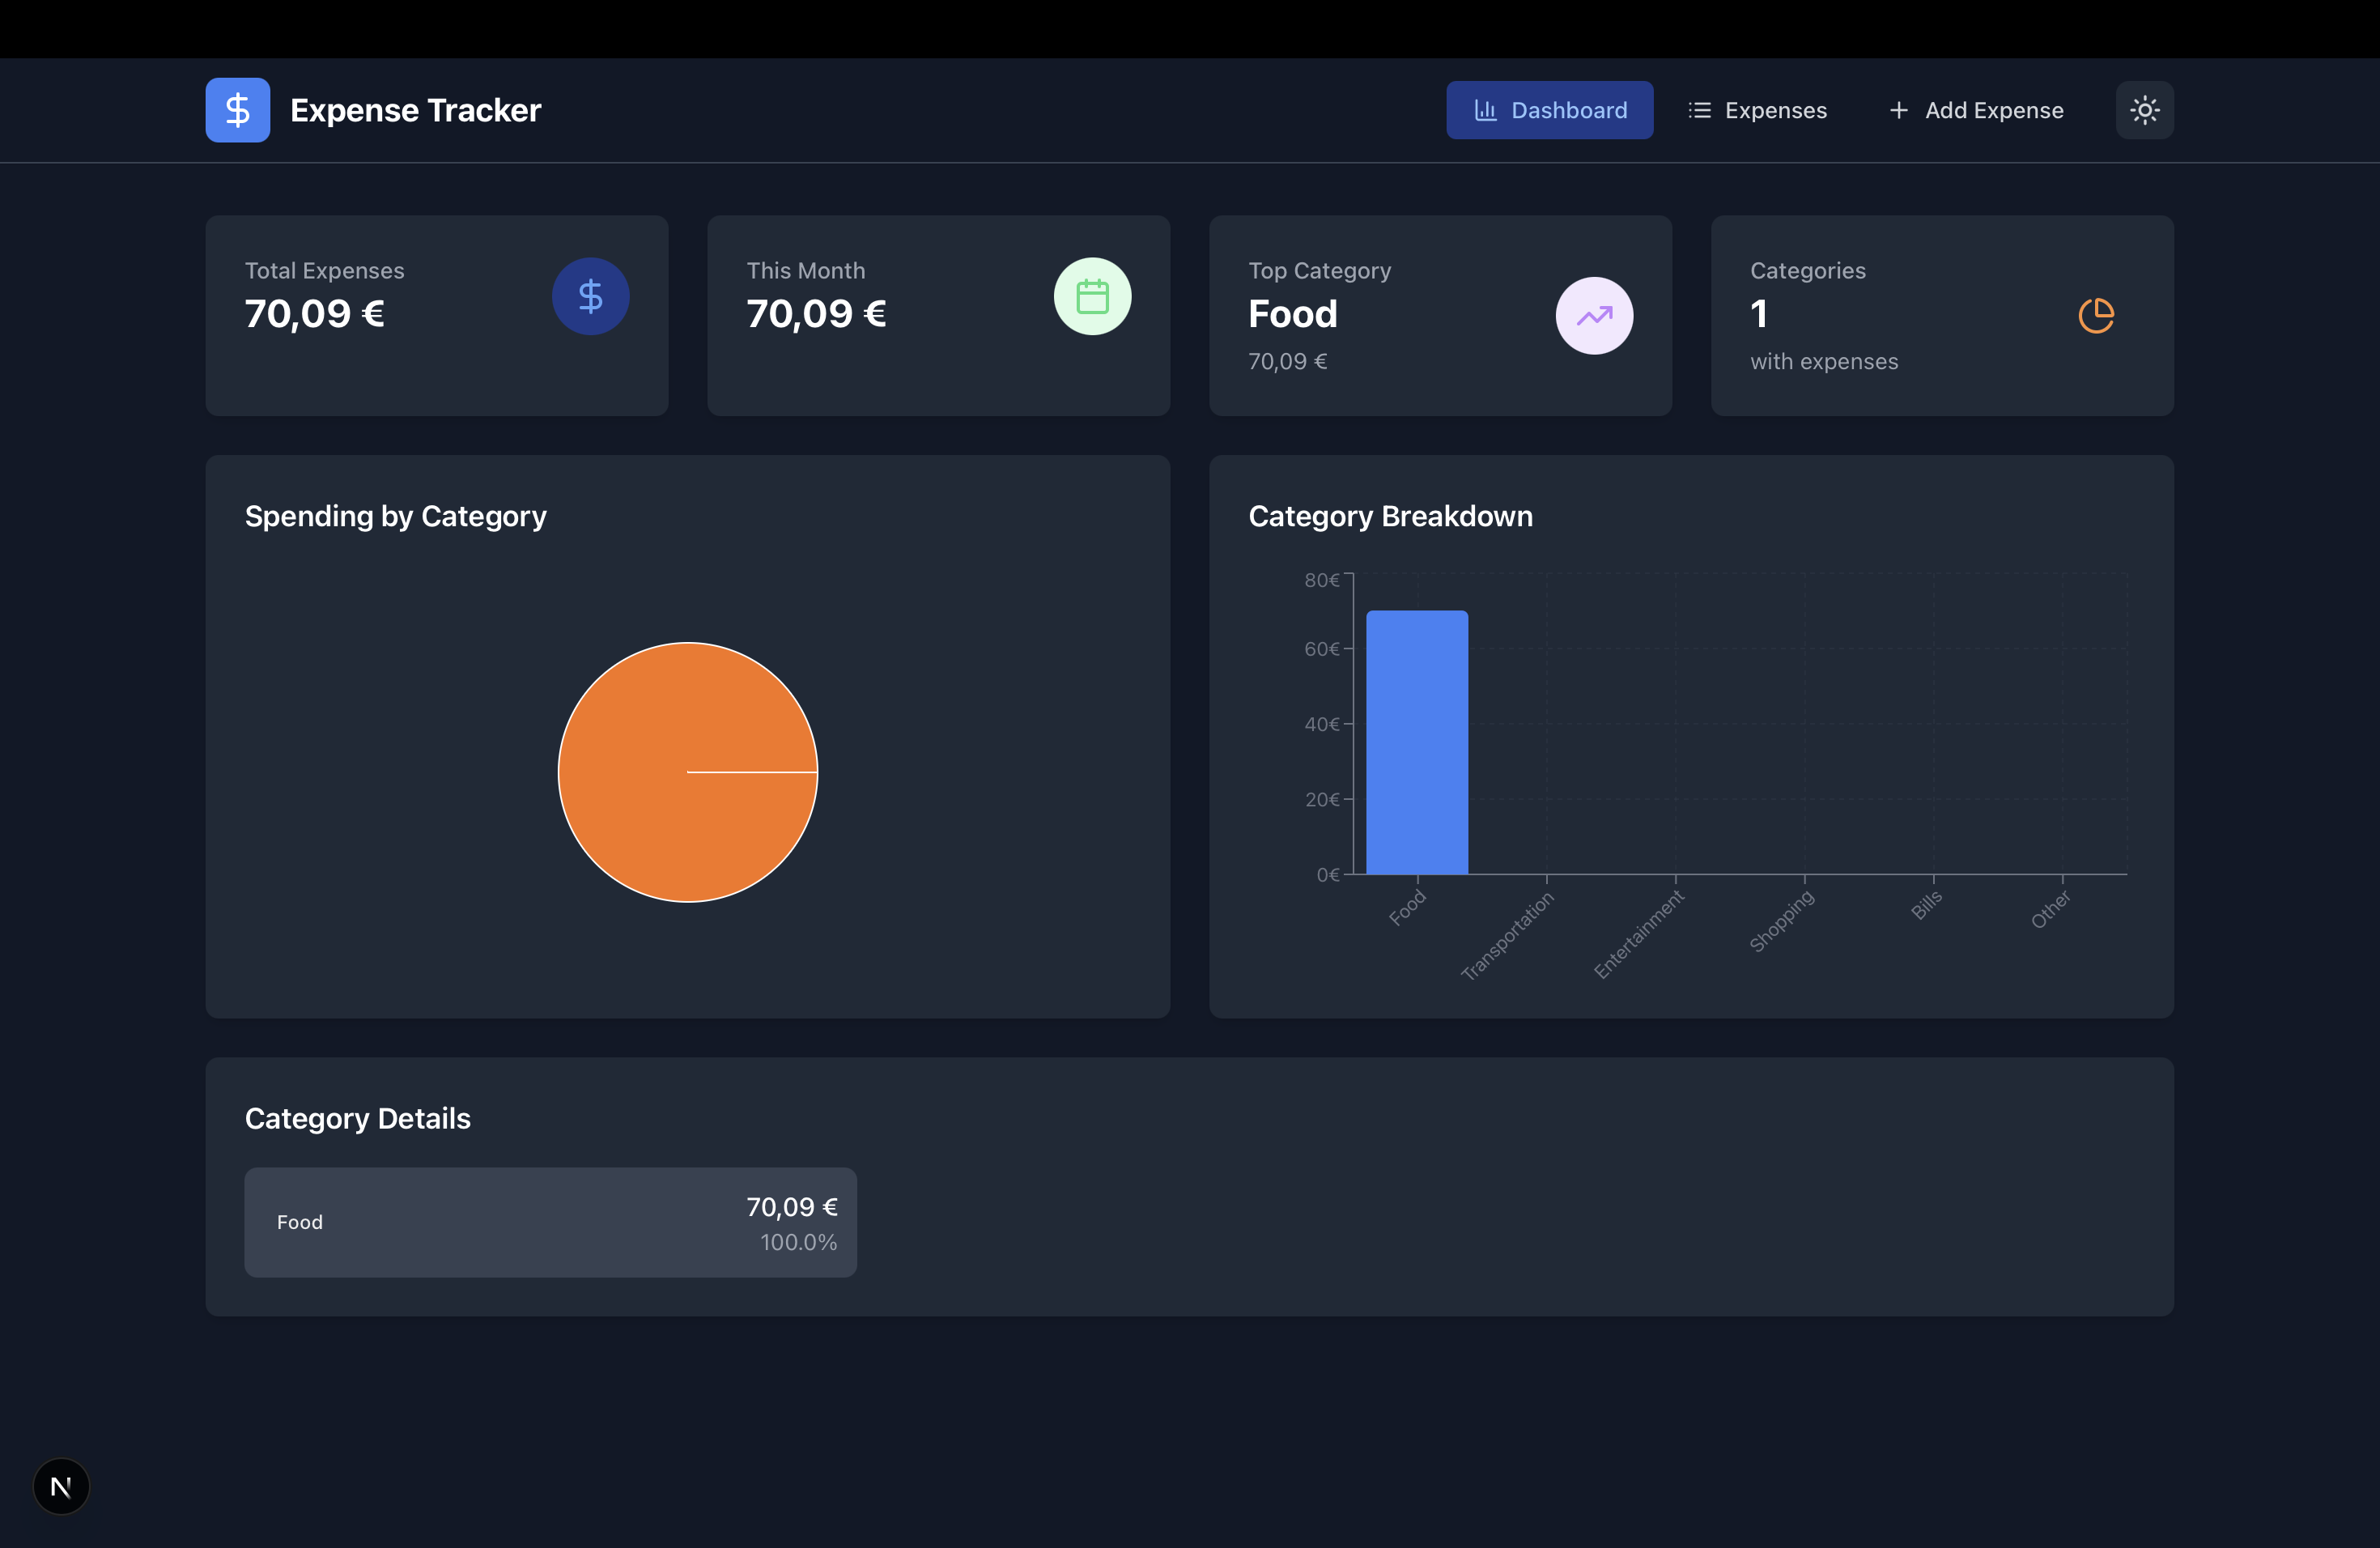 Expense Tracker
Dashboard
Expenses
Add Expense
Total Expenses
70,09 €
This Month
70,09 €
Top Category
Food
70,09 €
Categories
1
with expenses
Spending by Category
Category Breakdown
80€
60€
40€
20€
0€
Food
Transportation
Entertainment
Shopping
Bills
Other
Category Details
Food
70,09 €
100.0%
N